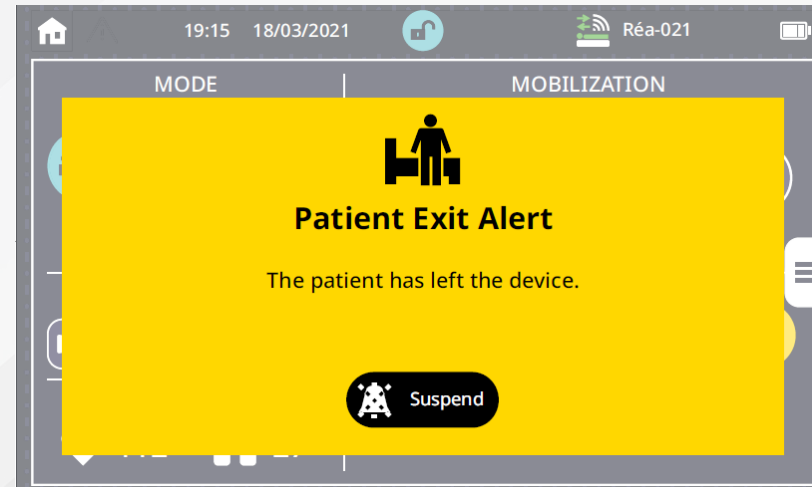 19:15 18/03/2021 Réa-021
MODE MOBILIZATION
Patient Exit Alert
The patient has left the device.
Suspend